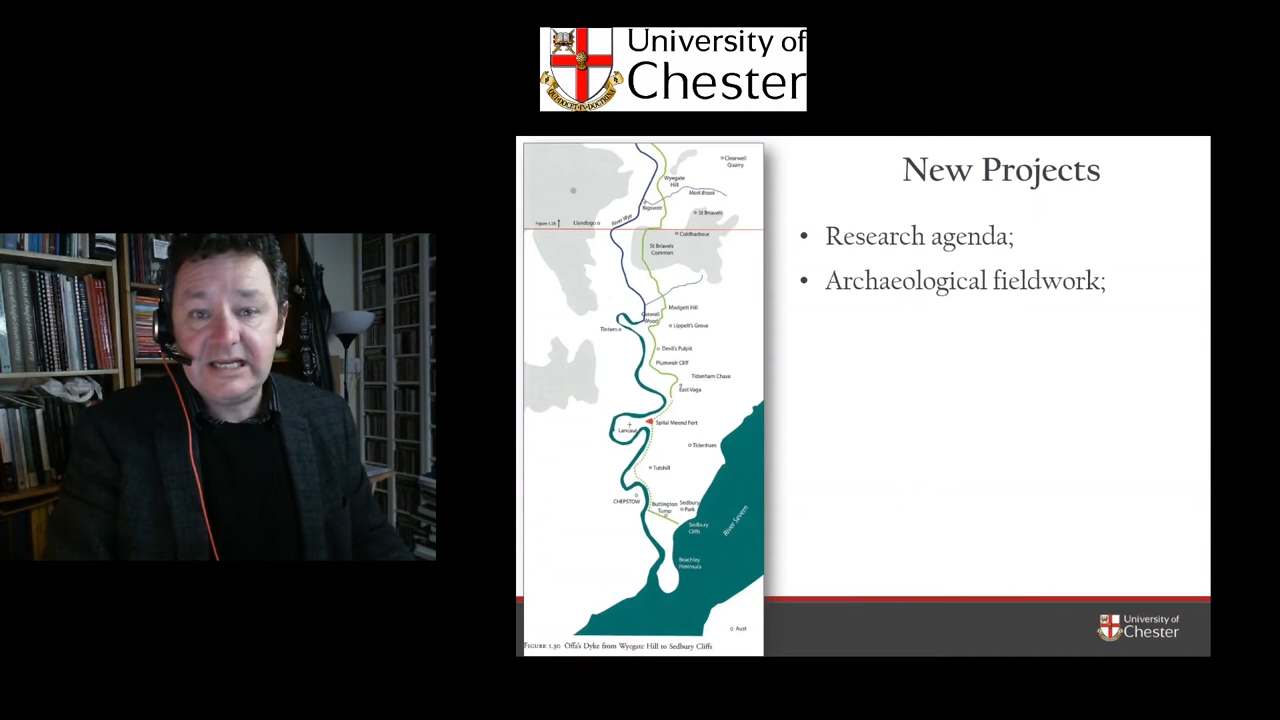 University of
Chester
New Projects
• Research agenda;
• Archaeological fieldwork;
Clearwell
Quarry
Wyegate
Hill
Mork Brook
Bigsweir
St Briavels
Llandogo
River Wye
Coldharbour
St Briavels
Common
Madgett Hill
Caswell
Wood
Lippett's Grove
Tintern
Devil's Pulpit
Plumweir Cliff
Tidenham Chase
East Vaga
Spital Meend Fort
Lancaut
Tidenham
Tutshill
CHEPSTOW
Buttington
Tump
Sedbury
Park
Sedbury
Cliffs
River Severn
Beachley
Peninsula
Aust
FIGURE 1.30 Offa's Dyke from Wyegate Hill to Sedbury Cliffs
University of
Chester